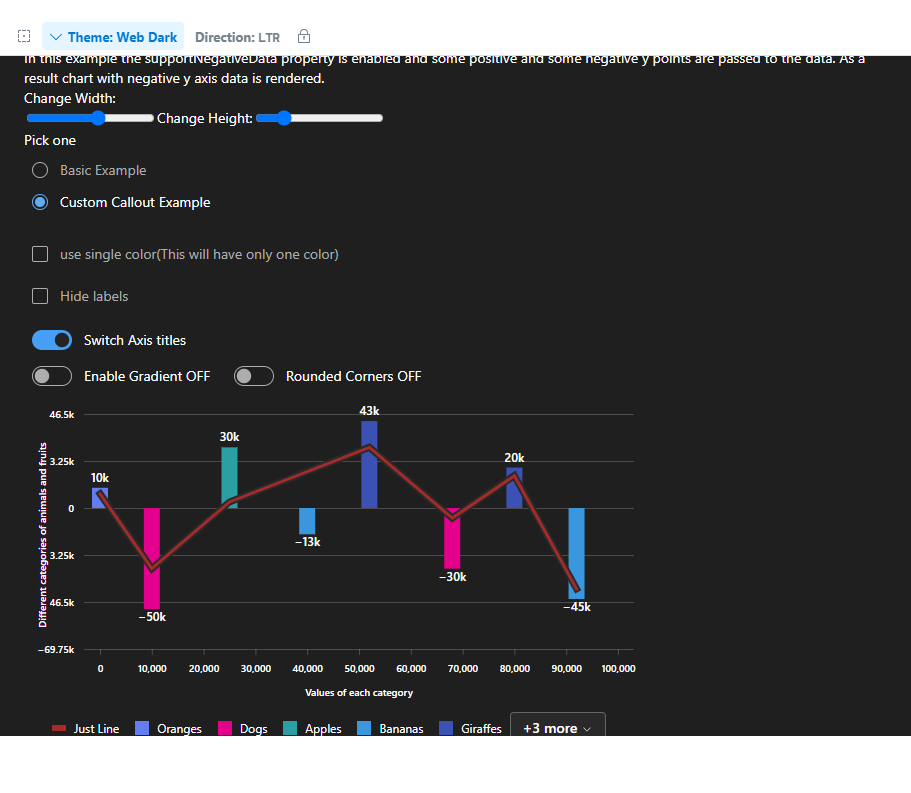 Theme: Web Dark Direction: LTR
In this example the supportNegativeData property is enabled and some positive and some negative y points are passed to the data. As a
result chart with negative y axis data is rendered.
Change Width:
Change Height:
Pick one
Basic Example
Custom Callout Example
use single color(This will have only one color)
Hide labels
Switch Axis titles
Enable Gradient OFF Rounded Corners OFF
46.5k
3.25k
0
3.25k
46.5k
−69.75k
Different categories of animals and fruits
10k
−50k
30k
−13k
43k
−30k
20k
−45k
0 10,000 20,000 30,000 40,000 50,000 60,000 70,000 80,000 90,000 100,000
Values of each category
Just Line Oranges Dogs Apples Bananas Giraffes +3 more